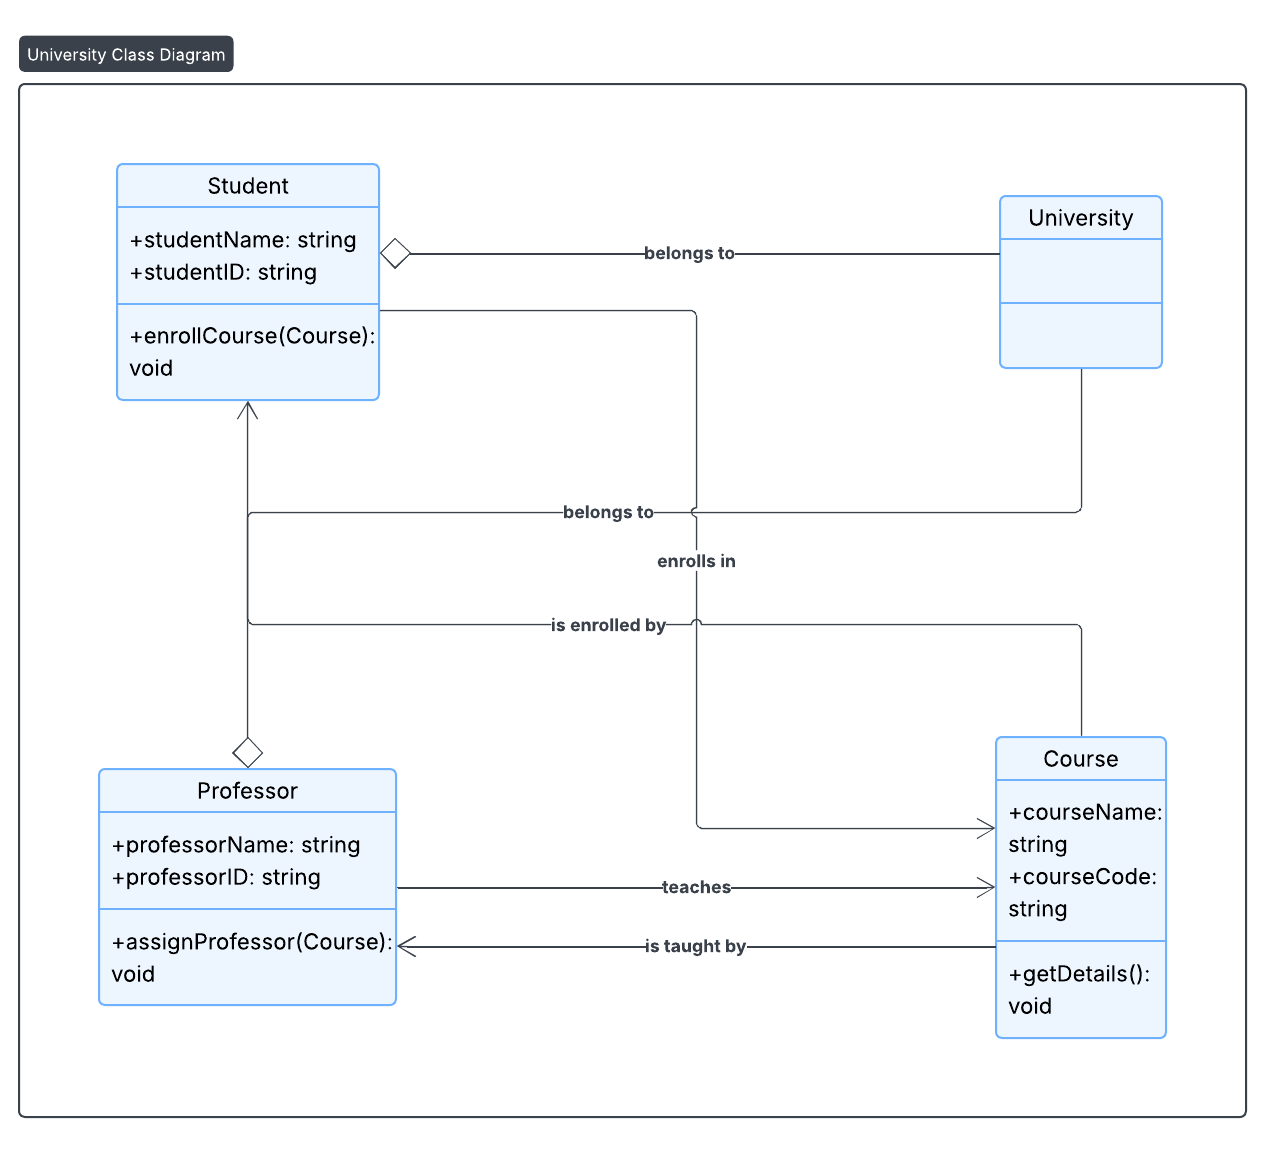 University Class Diagram
Student
+studentName: string
+studentID: string
+enrollCourse(Course):
void
University
belongs to
belongs to
enrolls in
is enrolled by
Professor
+professorName: string
+professorID: string
+assignProfessor(Course):
void
teaches
is taught by
Course
+courseName:
string
+courseCode:
string
+getDetails():
void